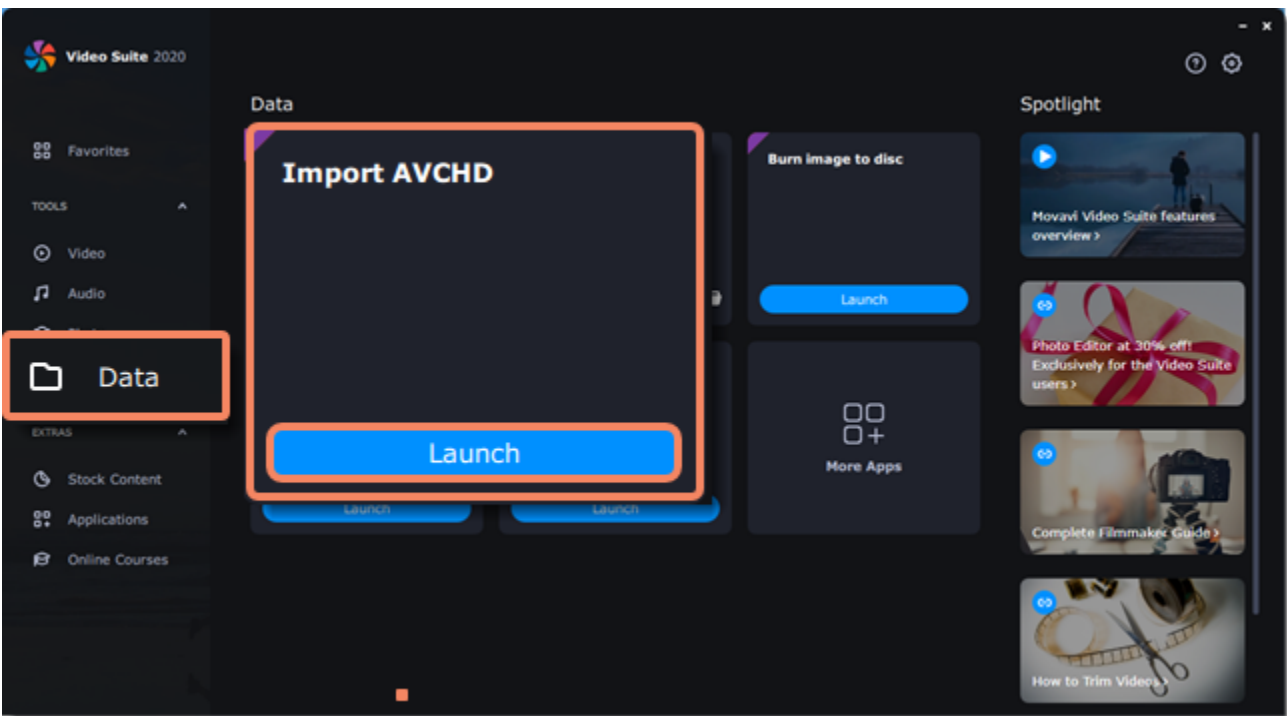 Video Suite 2020
Favorites
TOOLS
Video
Audio
Data
EXTRAS
Stock Content
Applications
Online Courses
Data
Import AVCHD
Launch
Burn image to disc
Launch
Launch
Launch
More Apps
Spotlight
Movavi Video Suite features
overview >
Photo Editor at 30% off!
Exclusively for the Video Suite
users >
Complete Filmmaker Guide >
How to Trim Videos >